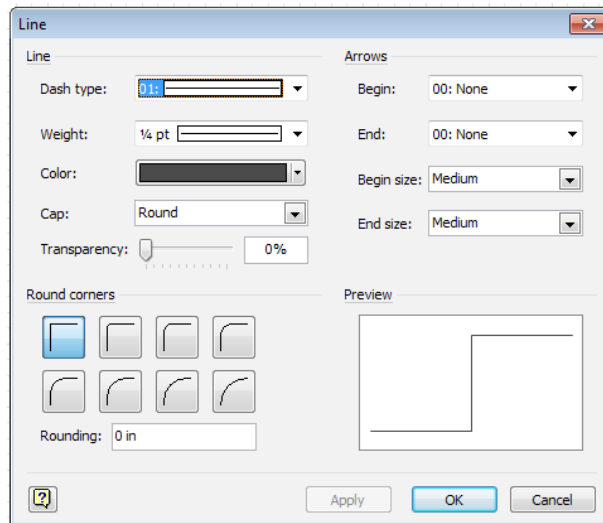 Line
Line
Dash type: 01:
Weight: ¼ pt
Color:
Cap: Round
Transparency: 0%
Arrows
Begin: 00: None
End: 00: None
Begin size: Medium
End size: Medium
Round corners
Rounding: 0 in
Preview
Apply OK Cancel